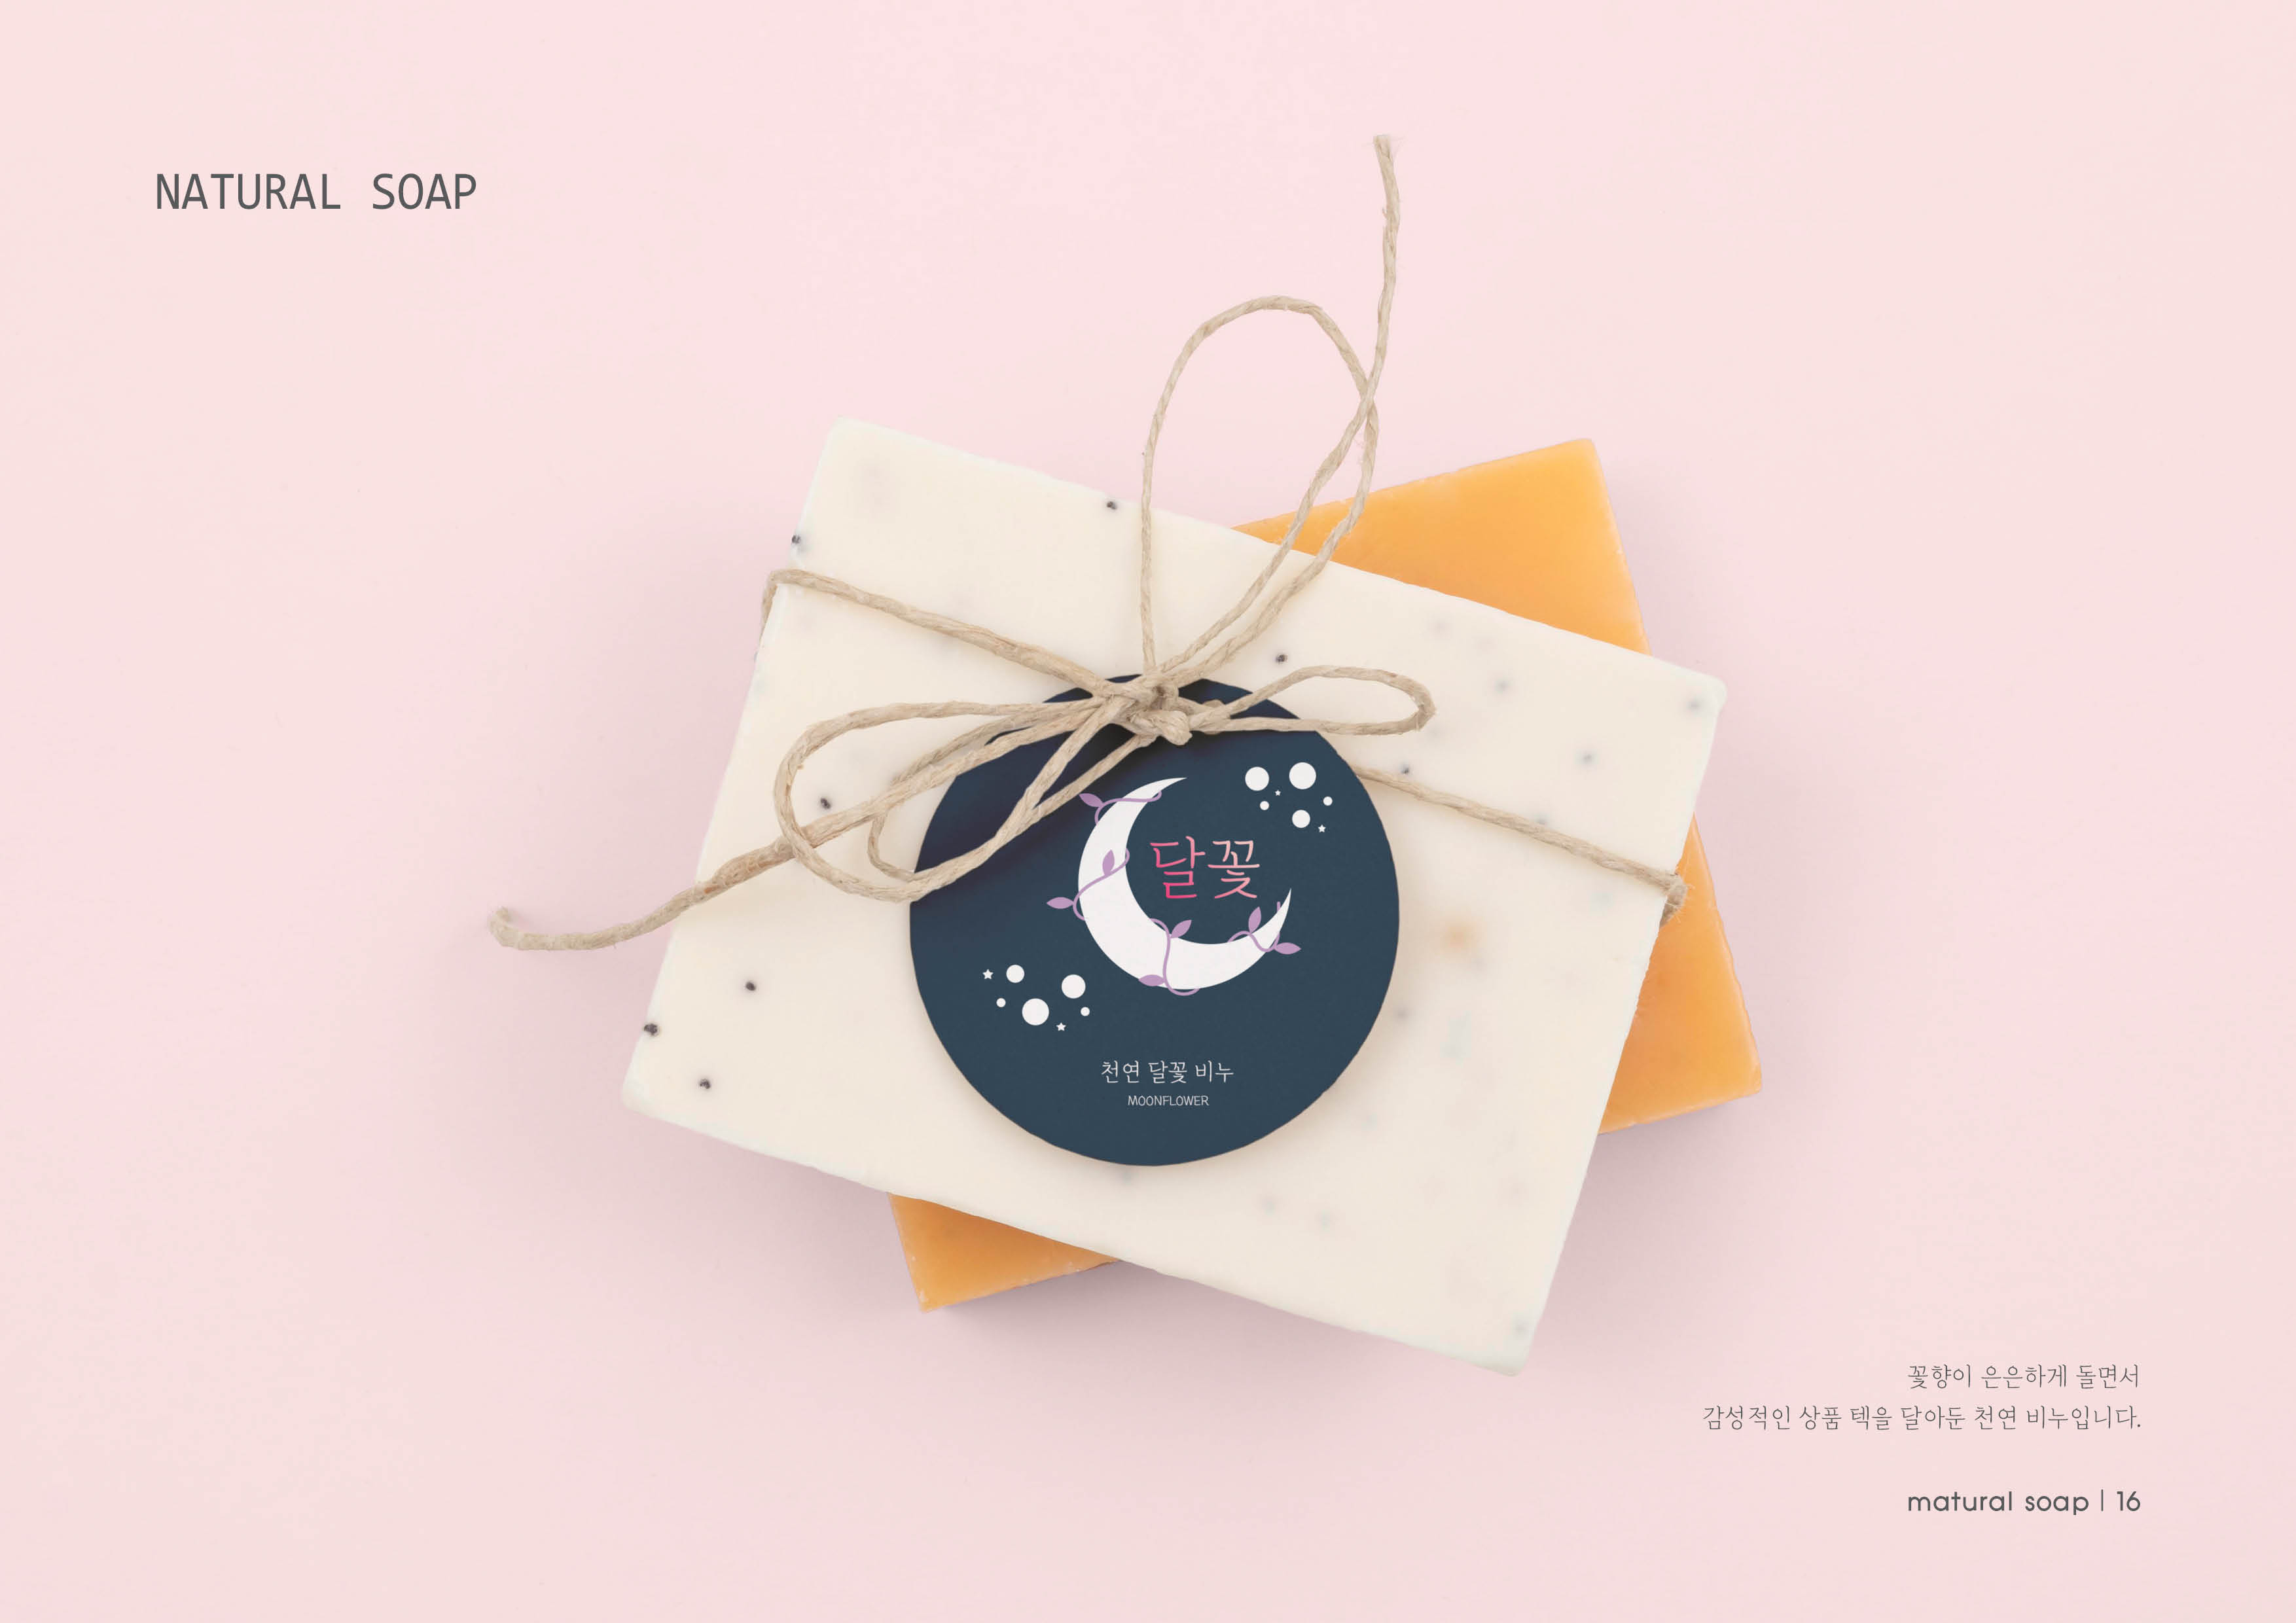 NATURAL SOAP
달꽃
천연 달꽃 비누
MOONFLOWER
꽃향이 은은하게 돌면서
감성적인 상품 텍을 달아둔 천연 비누입니다.
matural soap | 16